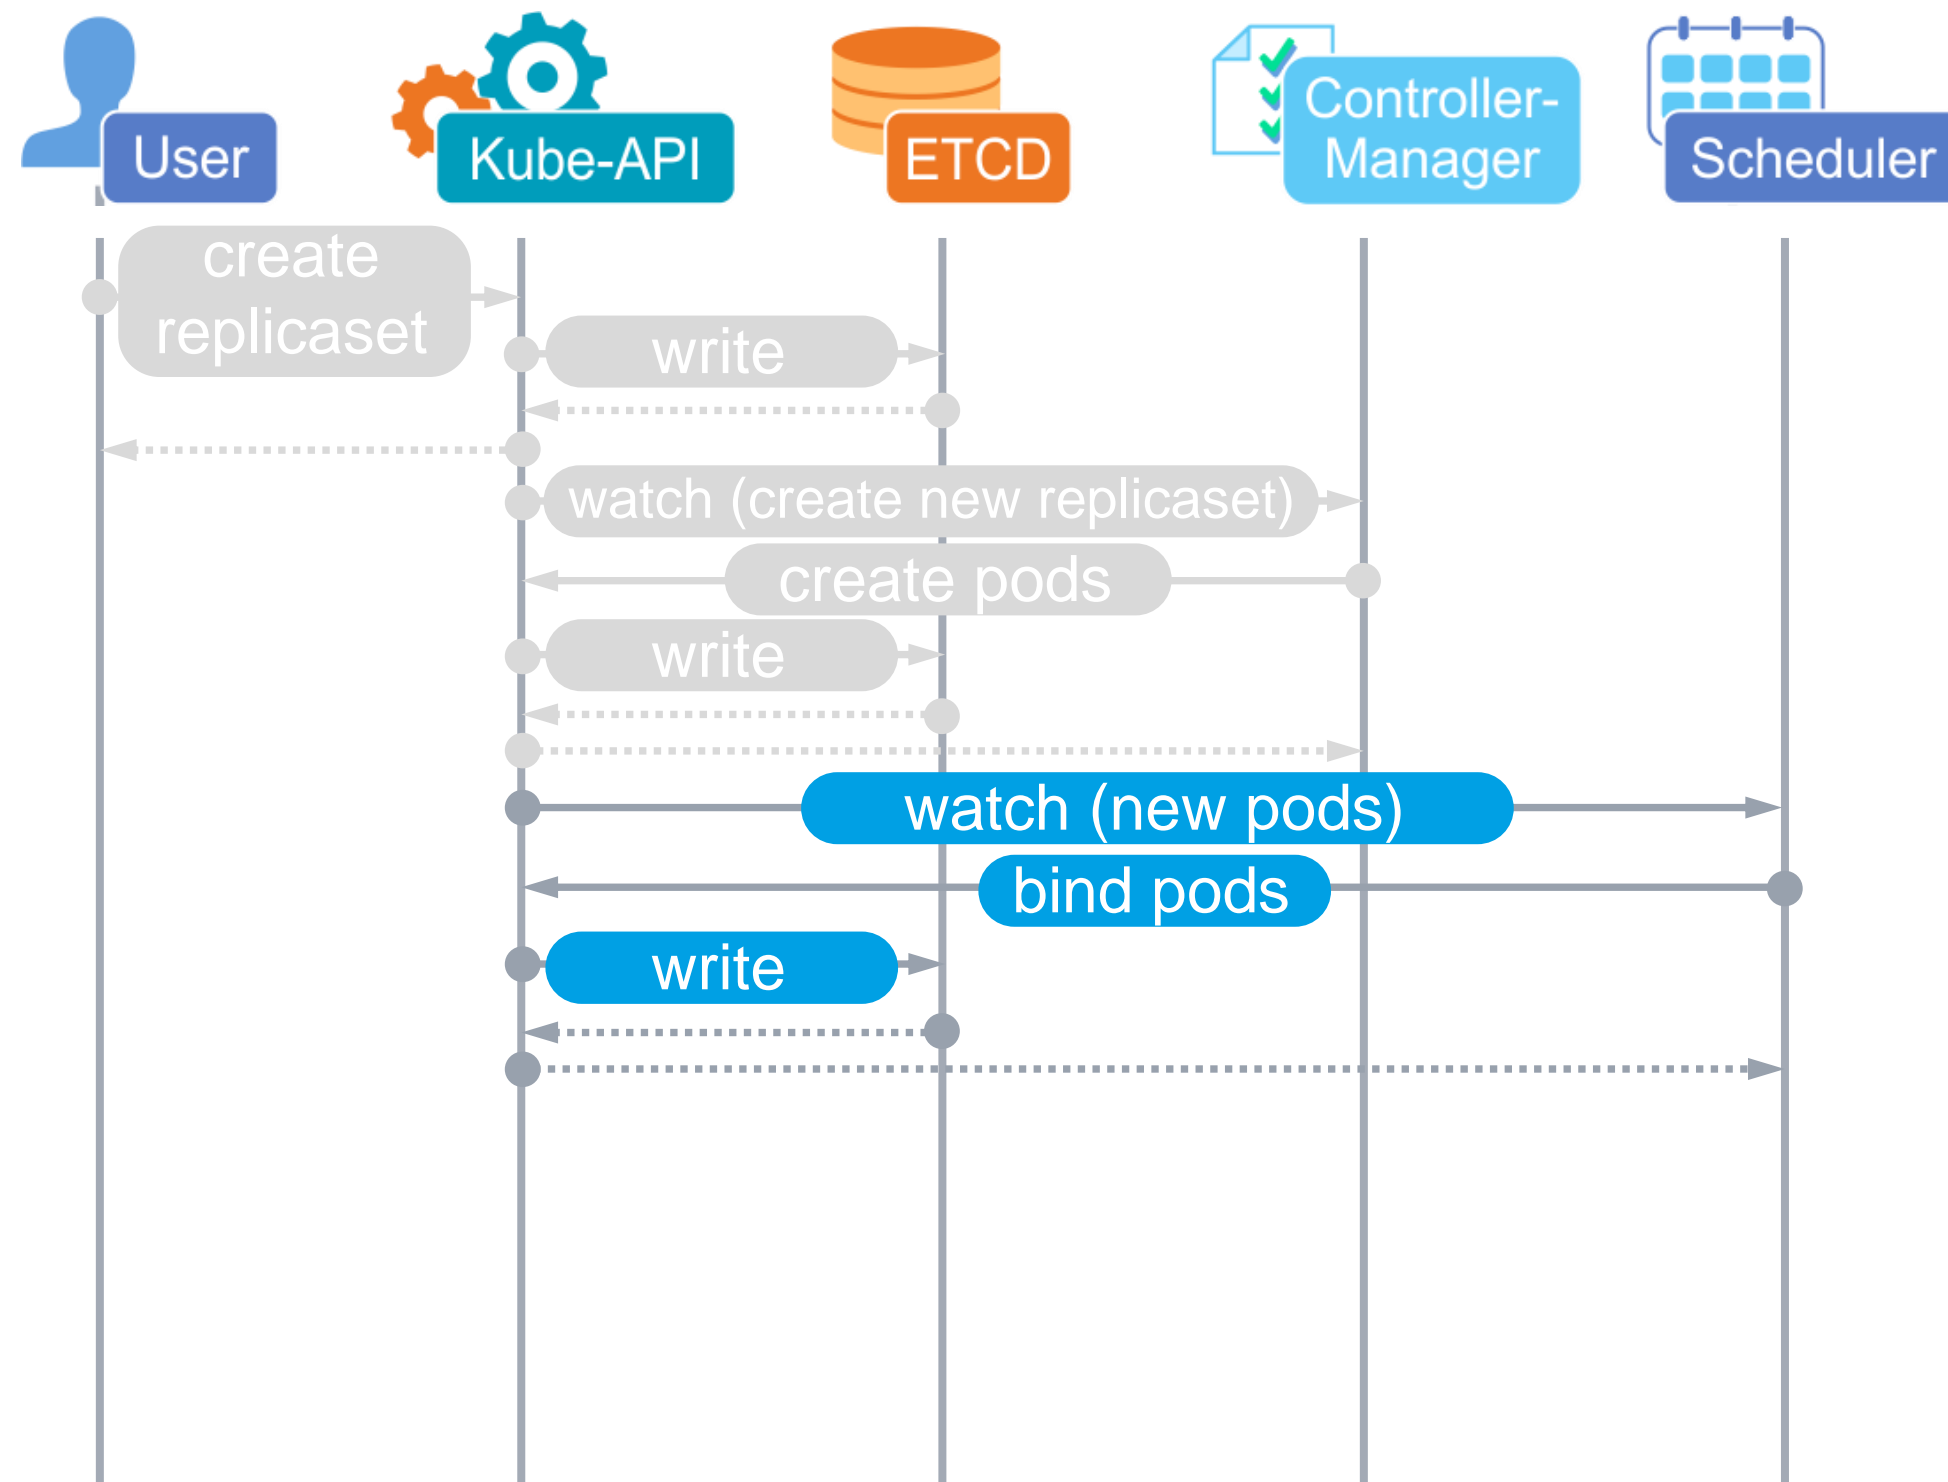 User
Kube-API
ETCD
Controller-
Manager
Scheduler
create
replicaset
write
watch (create new replicaset)
create pods
write
watch (new pods)
bind pods
write